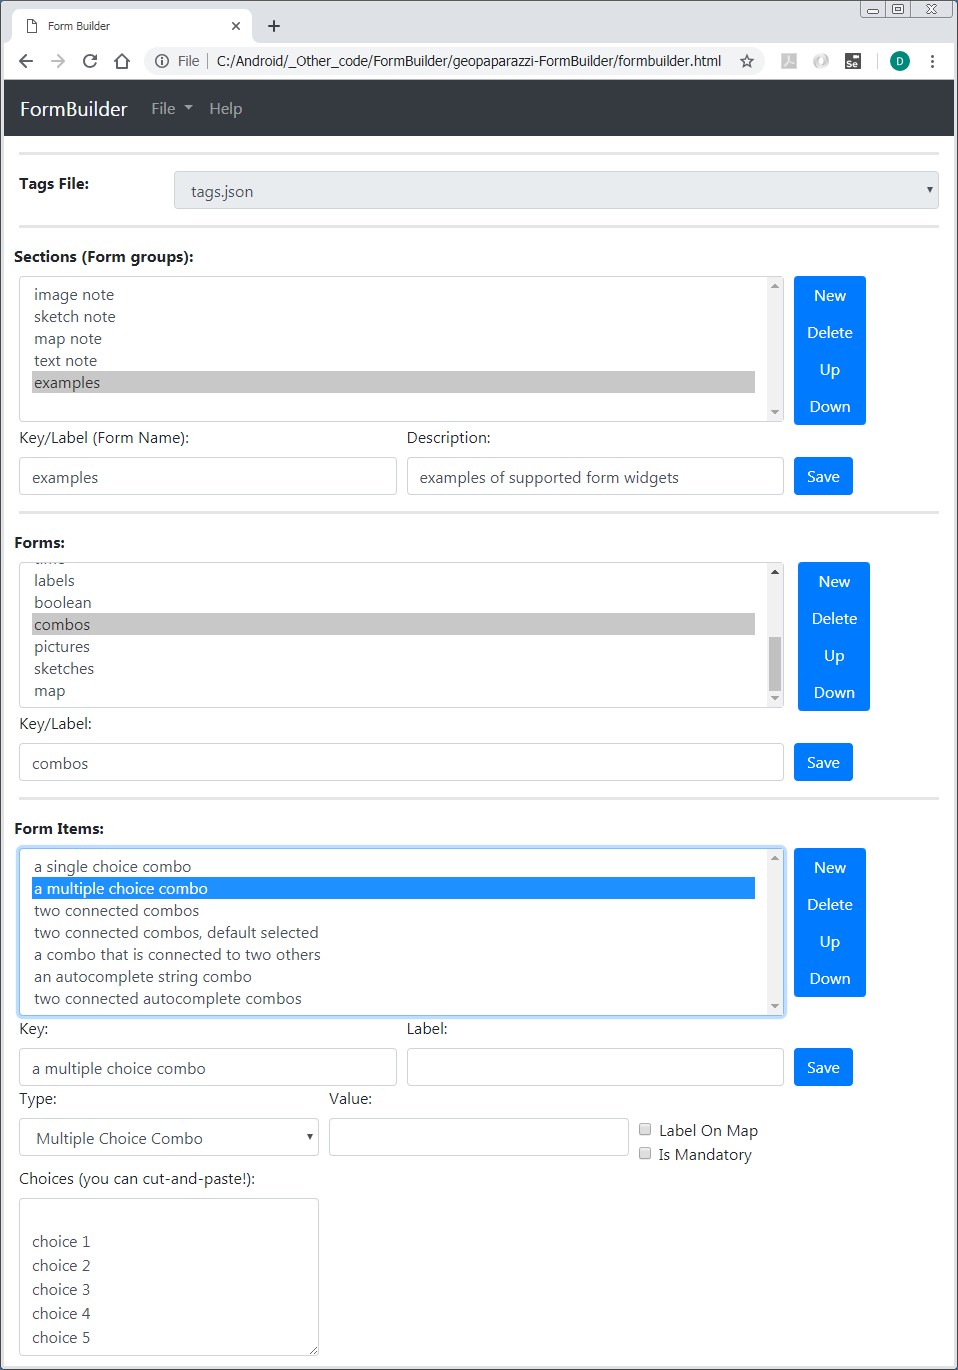 Form Builder
File C:/Android/_Other_code/FormBuilder/geopaparazzi-FormBuilder/formbuilder.html Se D
FormBuilder File Help
Tags File: tags.json
Sections (Form groups):
image note
sketch note
map note
text note
examples
New
Delete
Up
Down
Key/Label (Form Name): Description:
examples examples of supported form widgets Save
Forms:
labels
boolean
combos
pictures
sketches
map
New
Delete
Up
Down
Key/Label:
combos Save
Form Items:
a single choice combo
a multiple choice combo
two connected combos
two connected combos, default selected
a combo that is connected to two others
an autocomplete string combo
two connected autocomplete combos
New
Delete
Up
Down
Key: Label:
a multiple choice combo Save
Type: Value:
Multiple Choice Combo
Label On Map
Is Mandatory
Choices (you can cut-and-paste!):
choice 1
choice 2
choice 3
choice 4
choice 5